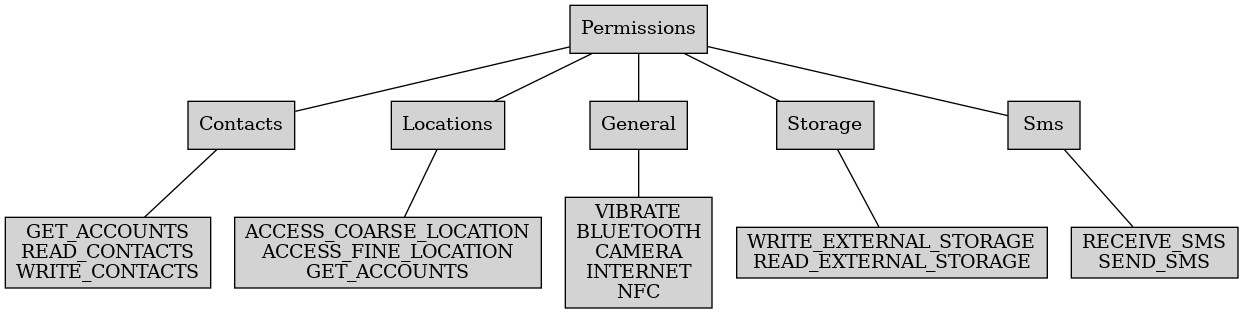 Permissions
Contacts
Locations
General
Storage
Sms
GET_ACCOUNTS
READ_CONTACTS
WRITE_CONTACTS
ACCESS_COARSE_LOCATION
ACCESS_FINE_LOCATION
GET_ACCOUNTS
VIBRATE
BLUETOOTH
CAMERA
INTERNET
NFC
WRITE_EXTERNAL_STORAGE
READ_EXTERNAL_STORAGE
RECEIVE_SMS
SEND_SMS